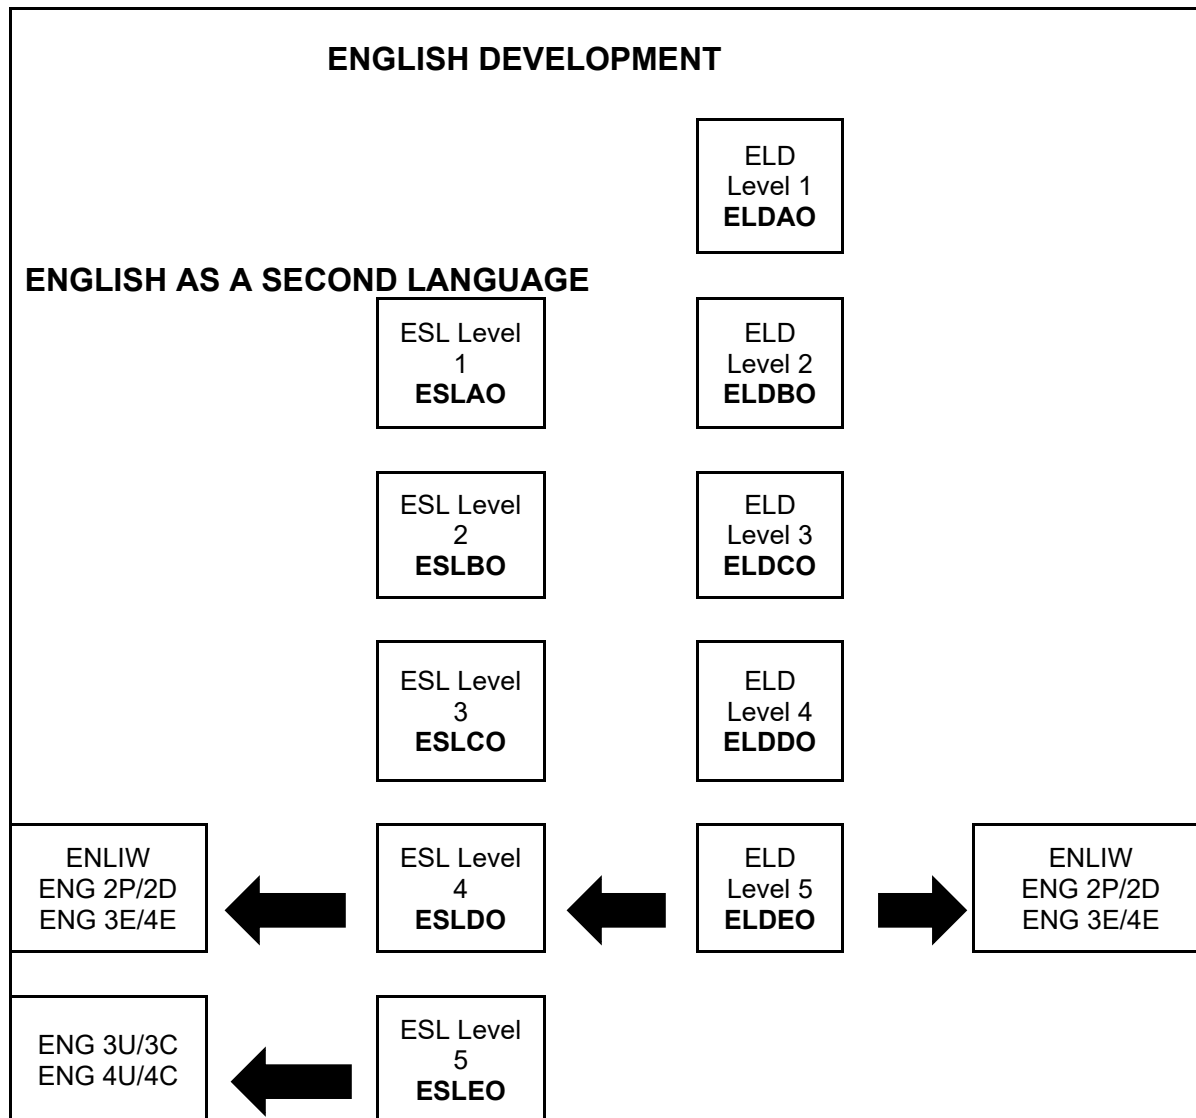 ENGLISH DEVELOPMENT
ELD
Level 1
ELDAO
ENGLISH AS A SECOND LANGUAGE
ESL Level
1
ESLAO
ELD
Level 2
ELDBO
ESL Level
2
ESLBO
ELD
Level 3
ELDCO
ESL Level
3
ESLCO
ELD
Level 4
ELDDO
ENLIW
ENG 2P/2D
ENG 3E/4E
ESL Level
4
ESLDO
ELD
Level 5
ELDEO
ENLIW
ENG 2P/2D
ENG 3E/4E
ENG 3U/3C
ENG 4U/4C
ESL Level
5
ESLEO